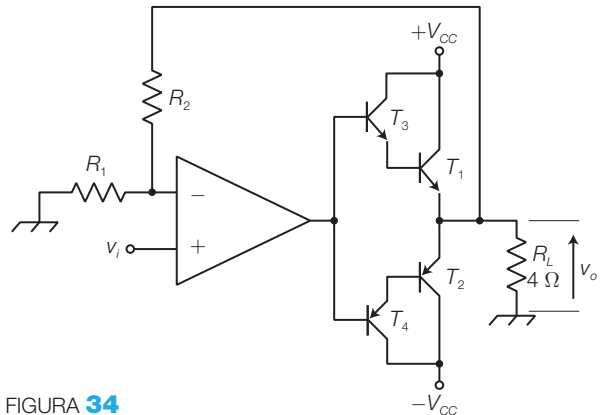 +V_CC
R_2
T_3
R_1
T_1
−
+
v_i
R_L
4 Ω
v_o
T_2
T_4
−V_CC
FIGURA 34